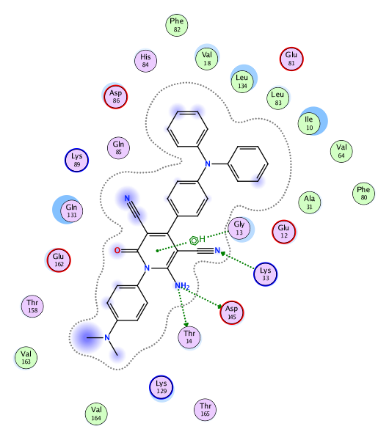 Phe
82
Val
18
Glu
81
His
84
Leu
134
Asp
86
Leu
83
Ile
10
Lys
89
Gln
85
Val
64
N
Phe
80
N
Ala
31
Gln
131
Gly
13
Glu
12
H
O
N
Glu
162
N
NH₂
Lys
33
Asp
145
Thr
158
N
Thr
14
Val
163
Lys
129
Thr
165
Val
164